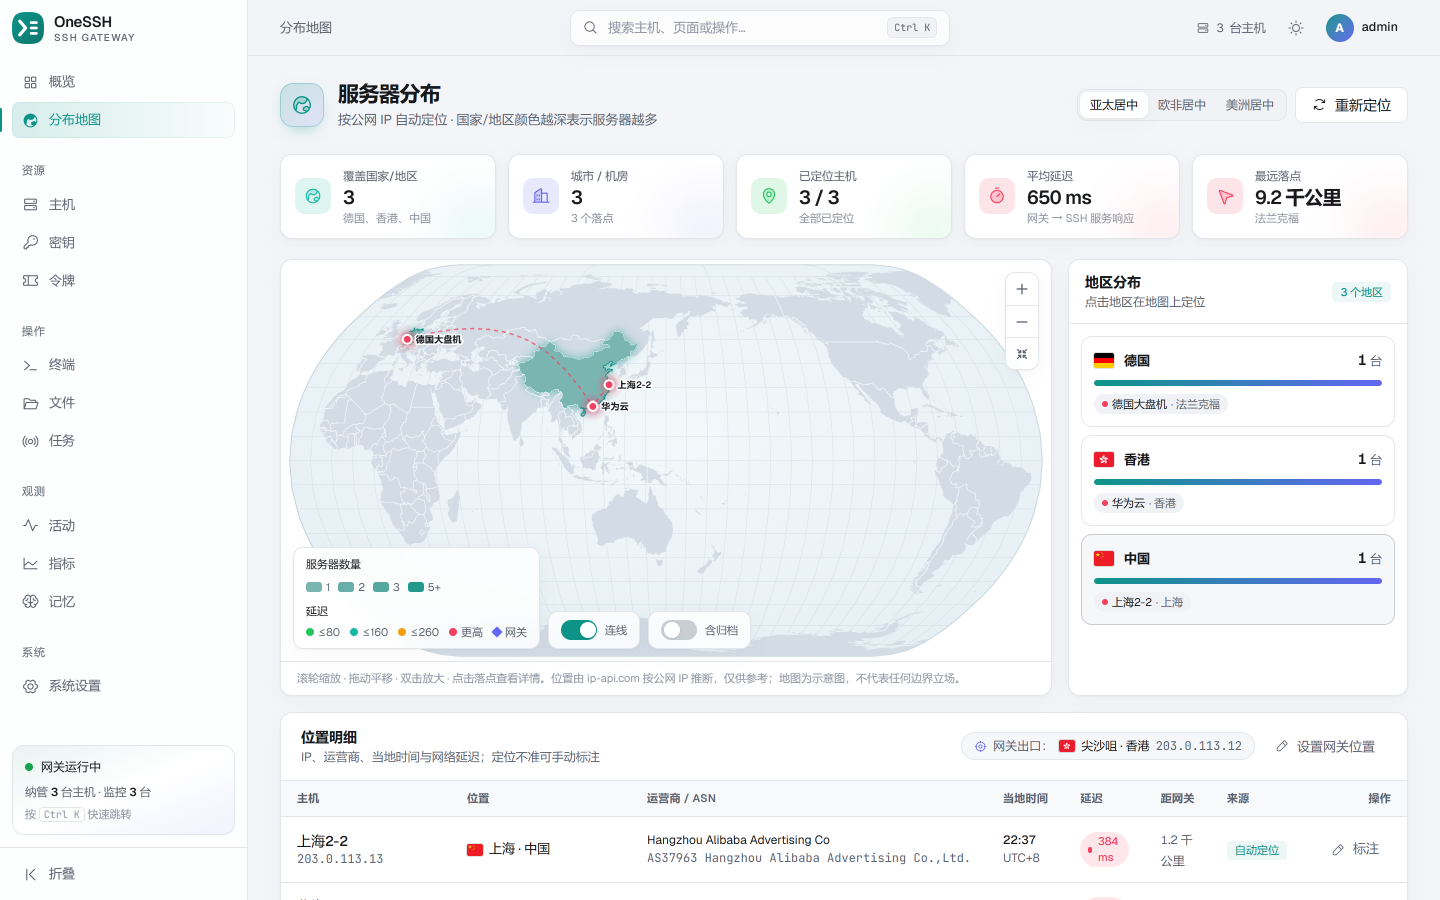 OneSSH
SSH GATEWAY
概览
分布地图
资源
主机
密钥
令牌
操作
终端
文件
任务
观测
活动
指标
记忆
系统
系统设置
网关运行中
纳管 3 台主机 · 监控 3 台
按 Ctrl K 快速跳转
折叠
分布地图
搜索主机、页面或操作...
Ctrl K
3 台主机
A
admin
服务器分布
按公网 IP 自动定位 · 国家/地区颜色越深表示服务器越多
亚太居中 欧非居中 美洲居中
重新定位
覆盖国家/地区
3
德国、香港、中国
城市 / 机房
3
3 个落点
已定位主机
3 / 3
全部已定位
平均延迟
650 ms
网关 → SSH 服务响应
最远落点
9.2 千公里
法兰克福
德国大盘机
上海2-2
华为云
服务器数量
1 2 3 5+
延迟
≤80 ≤160 ≤260 更高 网关
连线
含归档
滚轮缩放 · 拖动平移 · 双击放大 · 点击落点查看详情。位置由 ip-api.com 按公网 IP 推断，仅供参考；地图为示意图，不代表任何边界立场。
地区分布
点击地区在地图上定位
3 个地区
德国
1 台
德国大盘机 · 法兰克福
香港
1 台
华为云 · 香港
中国
1 台
上海2-2 · 上海
位置明细
IP、运营商、当地时间与网络延迟；定位不准可手动标注
网关出口： 尖沙咀 · 香港 203.0.113.12
设置网关位置
主机 位置 运营商 / ASN 当地时间 延迟 距网关 来源 操作
上海2-2
203.0.113.13
上海 · 中国
Hangzhou Alibaba Advertising Co
AS37963 Hangzhou Alibaba Advertising Co.,Ltd.
22:37
UTC+8
384
ms
1.2 千
公里
自动定位
标注